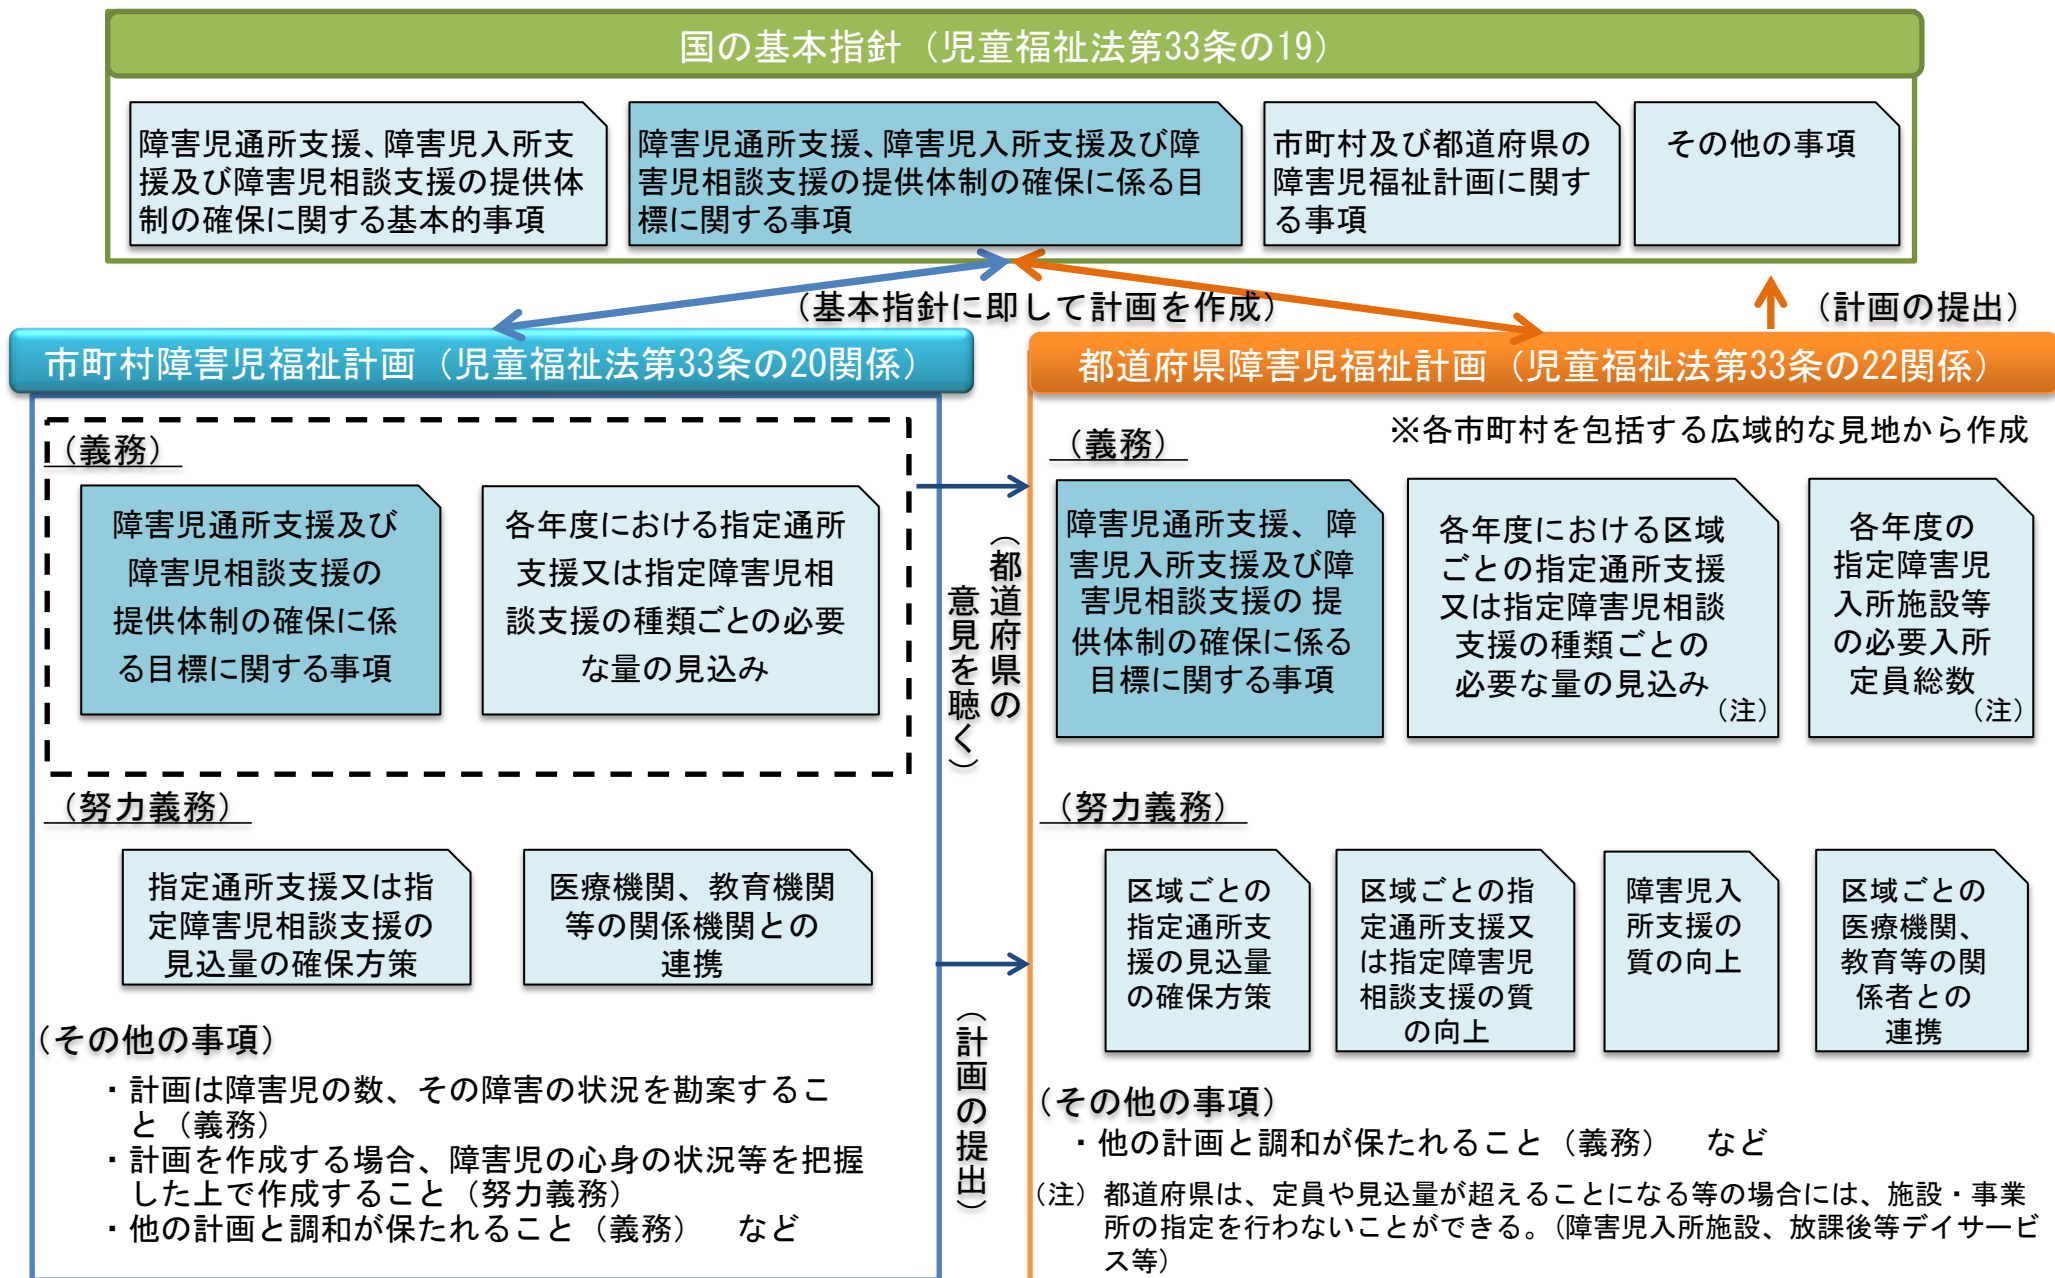 国の基本指針（児童福祉法第33条の19）
障害児通所支援、障害児入所支
援及び障害児相談支援の提供体
制の確保に関する基本的事項
障害児通所支援、障害児入所支援及び障
害児相談支援の提供体制の確保に係る目
標に関する事項
市町村及び都道府県の
障害児福祉計画に関す
る事項
その他の事項
（基本指針に即して計画を作成）
（計画の提出）
市町村障害児福祉計画（児童福祉法第33条の20関係）
（義務）
障害児通所支援及び
障害児相談支援の
提供体制の確保に係
る目標に関する事項
各年度における指定通所
支援又は指定障害児相
談支援の種類ごとの必要
な量の見込み
（努力義務）
指定通所支援又は指
定障害児相談支援の
見込量の確保方策
医療機関、教育機関
等の関係機関との
連携
（その他の事項）
・計画は障害児の数、その障害の状況を勘案するこ
と（義務）
・計画を作成する場合、障害児の心身の状況等を把握
した上で作成すること（努力義務）
・他の計画と調和が保たれること（義務）　など
（都道府県の
意見を聴く）
（計画の提出）
都道府県障害児福祉計画（児童福祉法第33条の22関係）
※各市町村を包括する広域的な見地から作成
（義務）
障害児通所支援、障
害児入所支援及び障
害児相談支援の 提
供体制の確保に係る
目標に関する事項
各年度における区域
ごとの指定通所支援
又は指定障害児相談
支援の種類ごとの
必要な量の見込み
（注）
各年度の
指定障害児
入所施設等
の必要入所
定員総数
（注）
（努力義務）
区域ごとの
指定通所支
援の見込量
の確保方策
区域ごとの指
定通所支援又
は指定障害児
相談支援の質
の向上
障害児入
所支援の
質の向上
区域ごとの
医療機関、
教育等の関
係者との
連携
（その他の事項）
・他の計画と調和が保たれること（義務）　など
（注）都道府県は、定員や見込量が超えることになる等の場合には、施設・事業
所の指定を行わないことができる。（障害児入所施設、放課後等デイサービ
ス等）